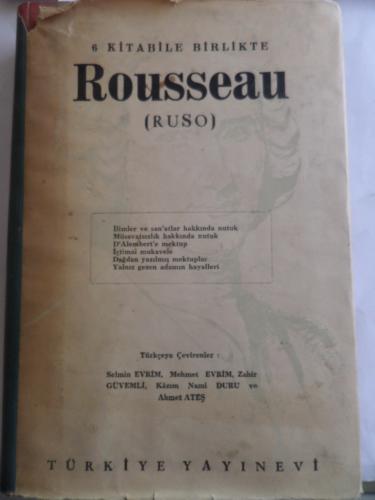 6 KİTABİLE BİRLİKTE
Rousseau
(RUSO)
İlimler ve san'atlar hakkında nutuk
Müsavatsızlık hakkında nutuk
D'Alembert'e mektup
İçtimaî mukavele
Dağdan yazılmış mektuplar
Yalnız gezen adamın hayalleri
Türkçeye Çevirenler :
Selmin EVRİM, Mehmet EVRİM, Zahir
GÜVEMLİ, Kâzım Nami DURU ve
Ahmet ATEŞ
TÜRKİYE YAYINEVİ